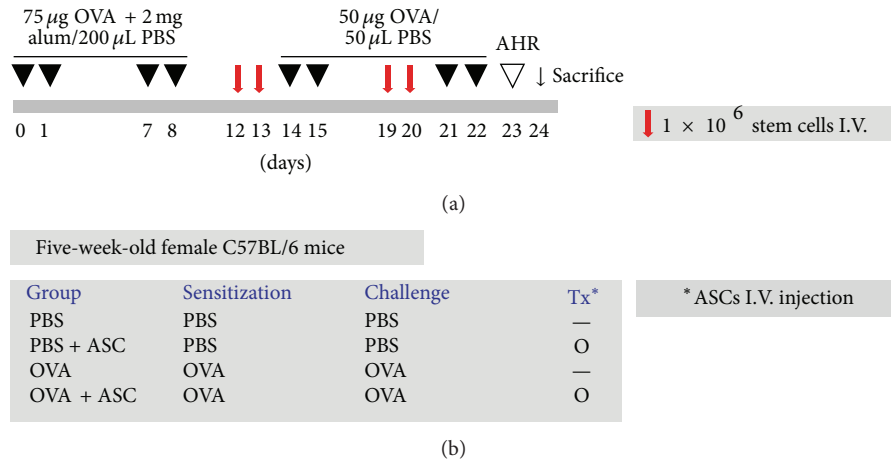 75 μg OVA + 2 mg alum/200 μL PBS
50 μg OVA/ 50 μL PBS
AHR
↓ Sacrifice
0 1 7 8 12 13 14 15 19 20 21 22 23 24
(days)
1 × 10 6 stem cells I.V.
(a)
Five-week-old female C57BL/6 mice
Group Sensitization Challenge Tx*
PBS PBS PBS —
PBS + ASC PBS PBS O
OVA OVA OVA —
OVA + ASC OVA OVA O
* ASCs I.V. injection
(b)